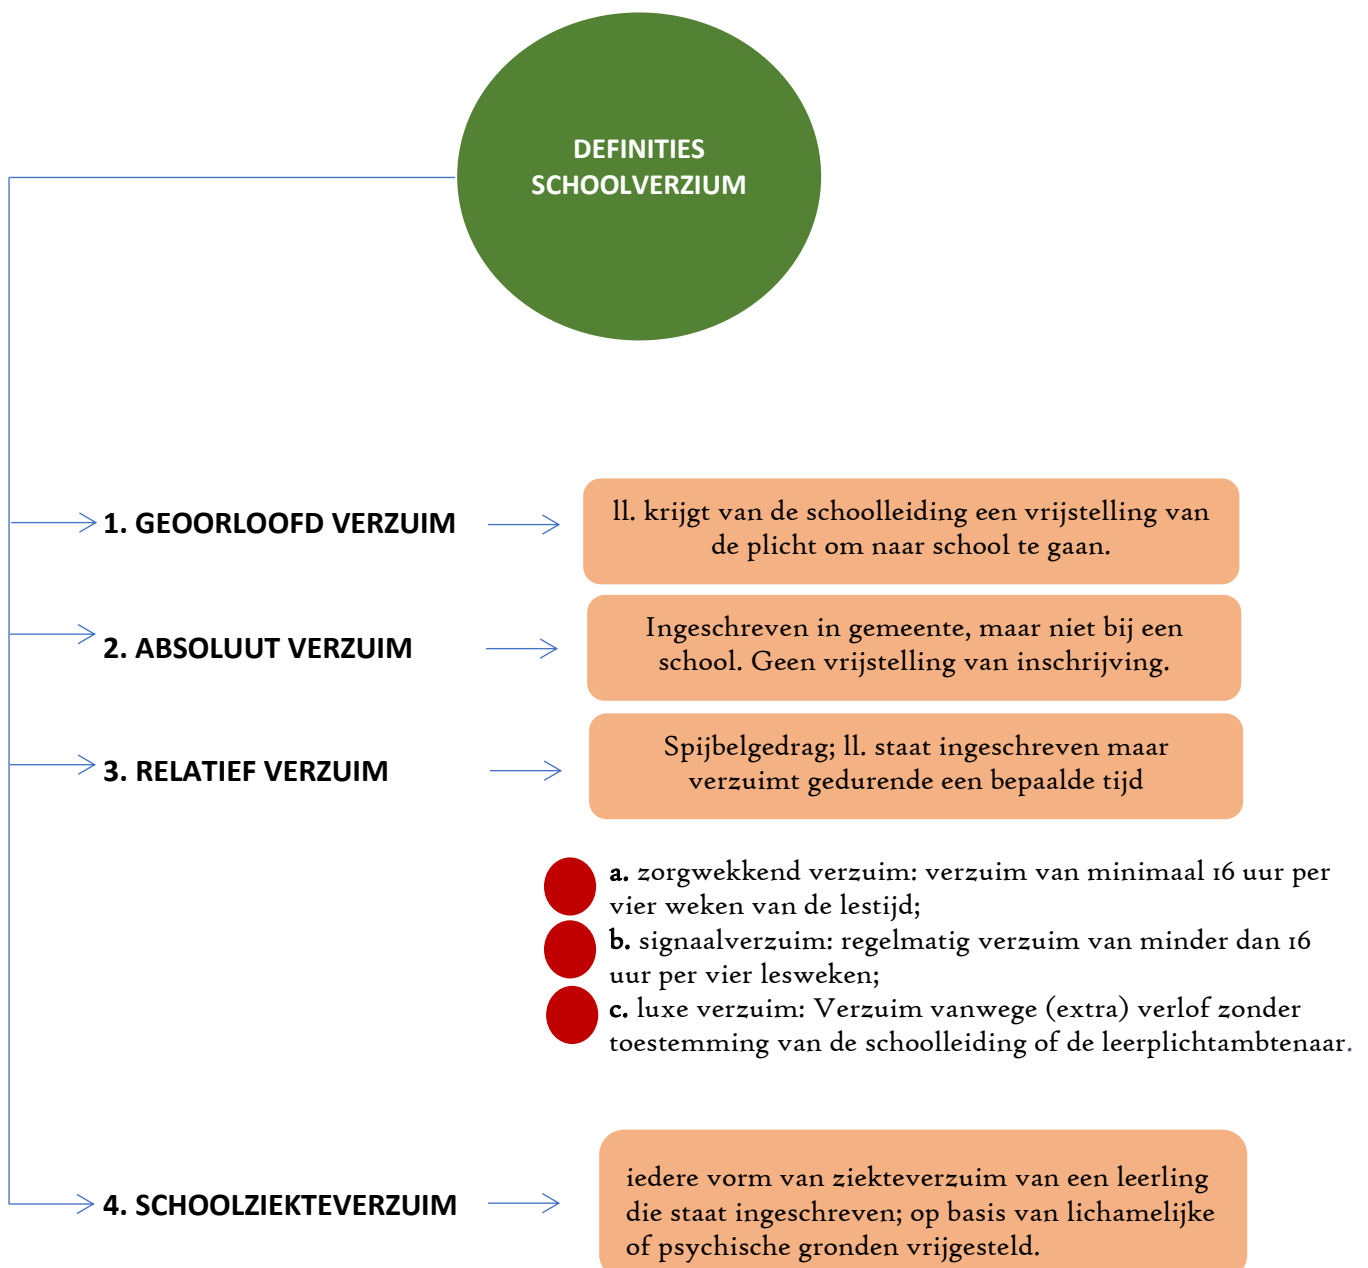 DEFINITIES
SCHOOLVERZIUM
1. GEOORLOOFD VERZUIM
ll. krijgt van de schoolleiding een vrijstelling van
de plicht om naar school te gaan.
2. ABSOLUUT VERZUIM
Ingeschreven in gemeente, maar niet bij een
school. Geen vrijstelling van inschrijving.
3. RELATIEF VERZUIM
Spijbelgedrag; ll. staat ingeschreven maar
verzuimt gedurende een bepaalde tijd
a. zorgwekkend verzuim: verzuim van minimaal 16 uur per
vier weken van de lestijd;
b. signaalverzuim: regelmatig verzuim van minder dan 16
uur per vier lesweken;
c. luxe verzuim: Verzuim vanwege (extra) verlof zonder
toestemming van de schoolleiding of de leerplichtambtenaar.
4. SCHOOLZIEKTEVERZUIM
iedere vorm van ziekteverzuim van een leerling
die staat ingeschreven; op basis van lichamelijke
of psychische gronden vrijgesteld.